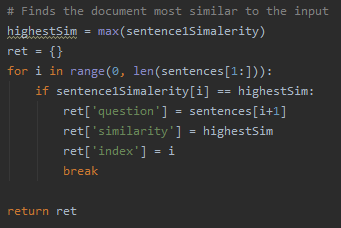 # Finds the document most similar to the input
highestSim = max(sentence1Simalerity)
ret = {}
for i in range(0, len(sentences[1:])):
    if sentence1Simalerity[i] == highestSim:
        ret['question'] = sentences[i+1]
        ret['similarity'] = highestSim
        ret['index'] = i
        break
return ret